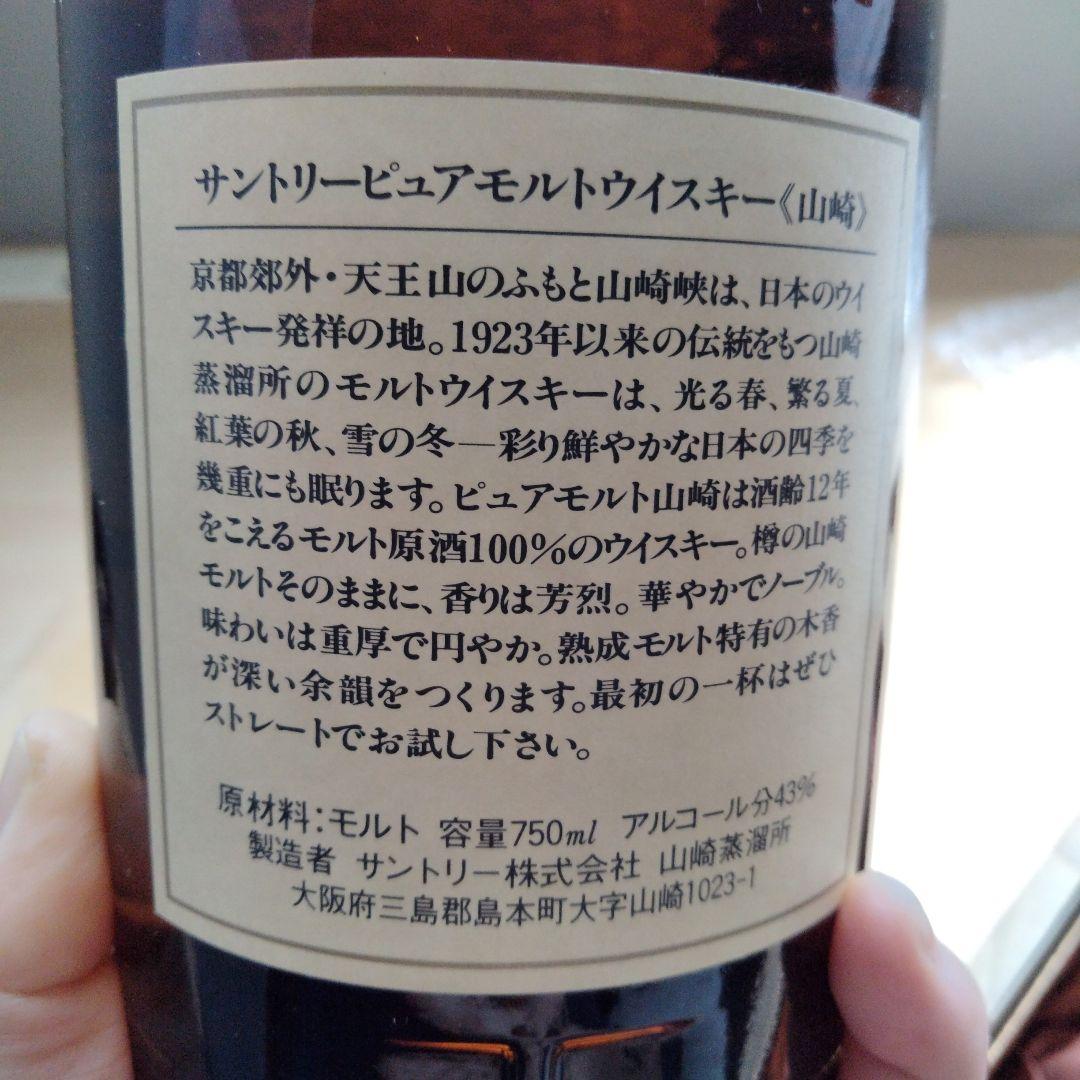 サントリーピュアモルトウイスキー《山崎》
京都郊外・天王山のふもと山崎峡は、日本のウイ
スキー発祥の地。1923年以来の伝統をもつ山崎
蒸溜所のモルトウイスキーは、光る春、繁る夏、
紅葉の秋、雪の冬―彩り鮮やかな日本の四季を
幾重にも眠ります。ピュアモルト山崎は酒齢12年
をこえるモルト原酒100%のウイスキー。樽の山崎
モルトそのままに、香りは芳烈。華やかでノーブル。
味わいは重厚で円やか。熟成モルト特有の木香
が深い余韻をつくります。最初の一杯はぜひ
ストレートでお試し下さい。
原材料:モルト 容量750ml アルコール分43%
製造者 サントリー株式会社 山崎蒸溜所
大阪府三島郡島本町大字山崎1023-1